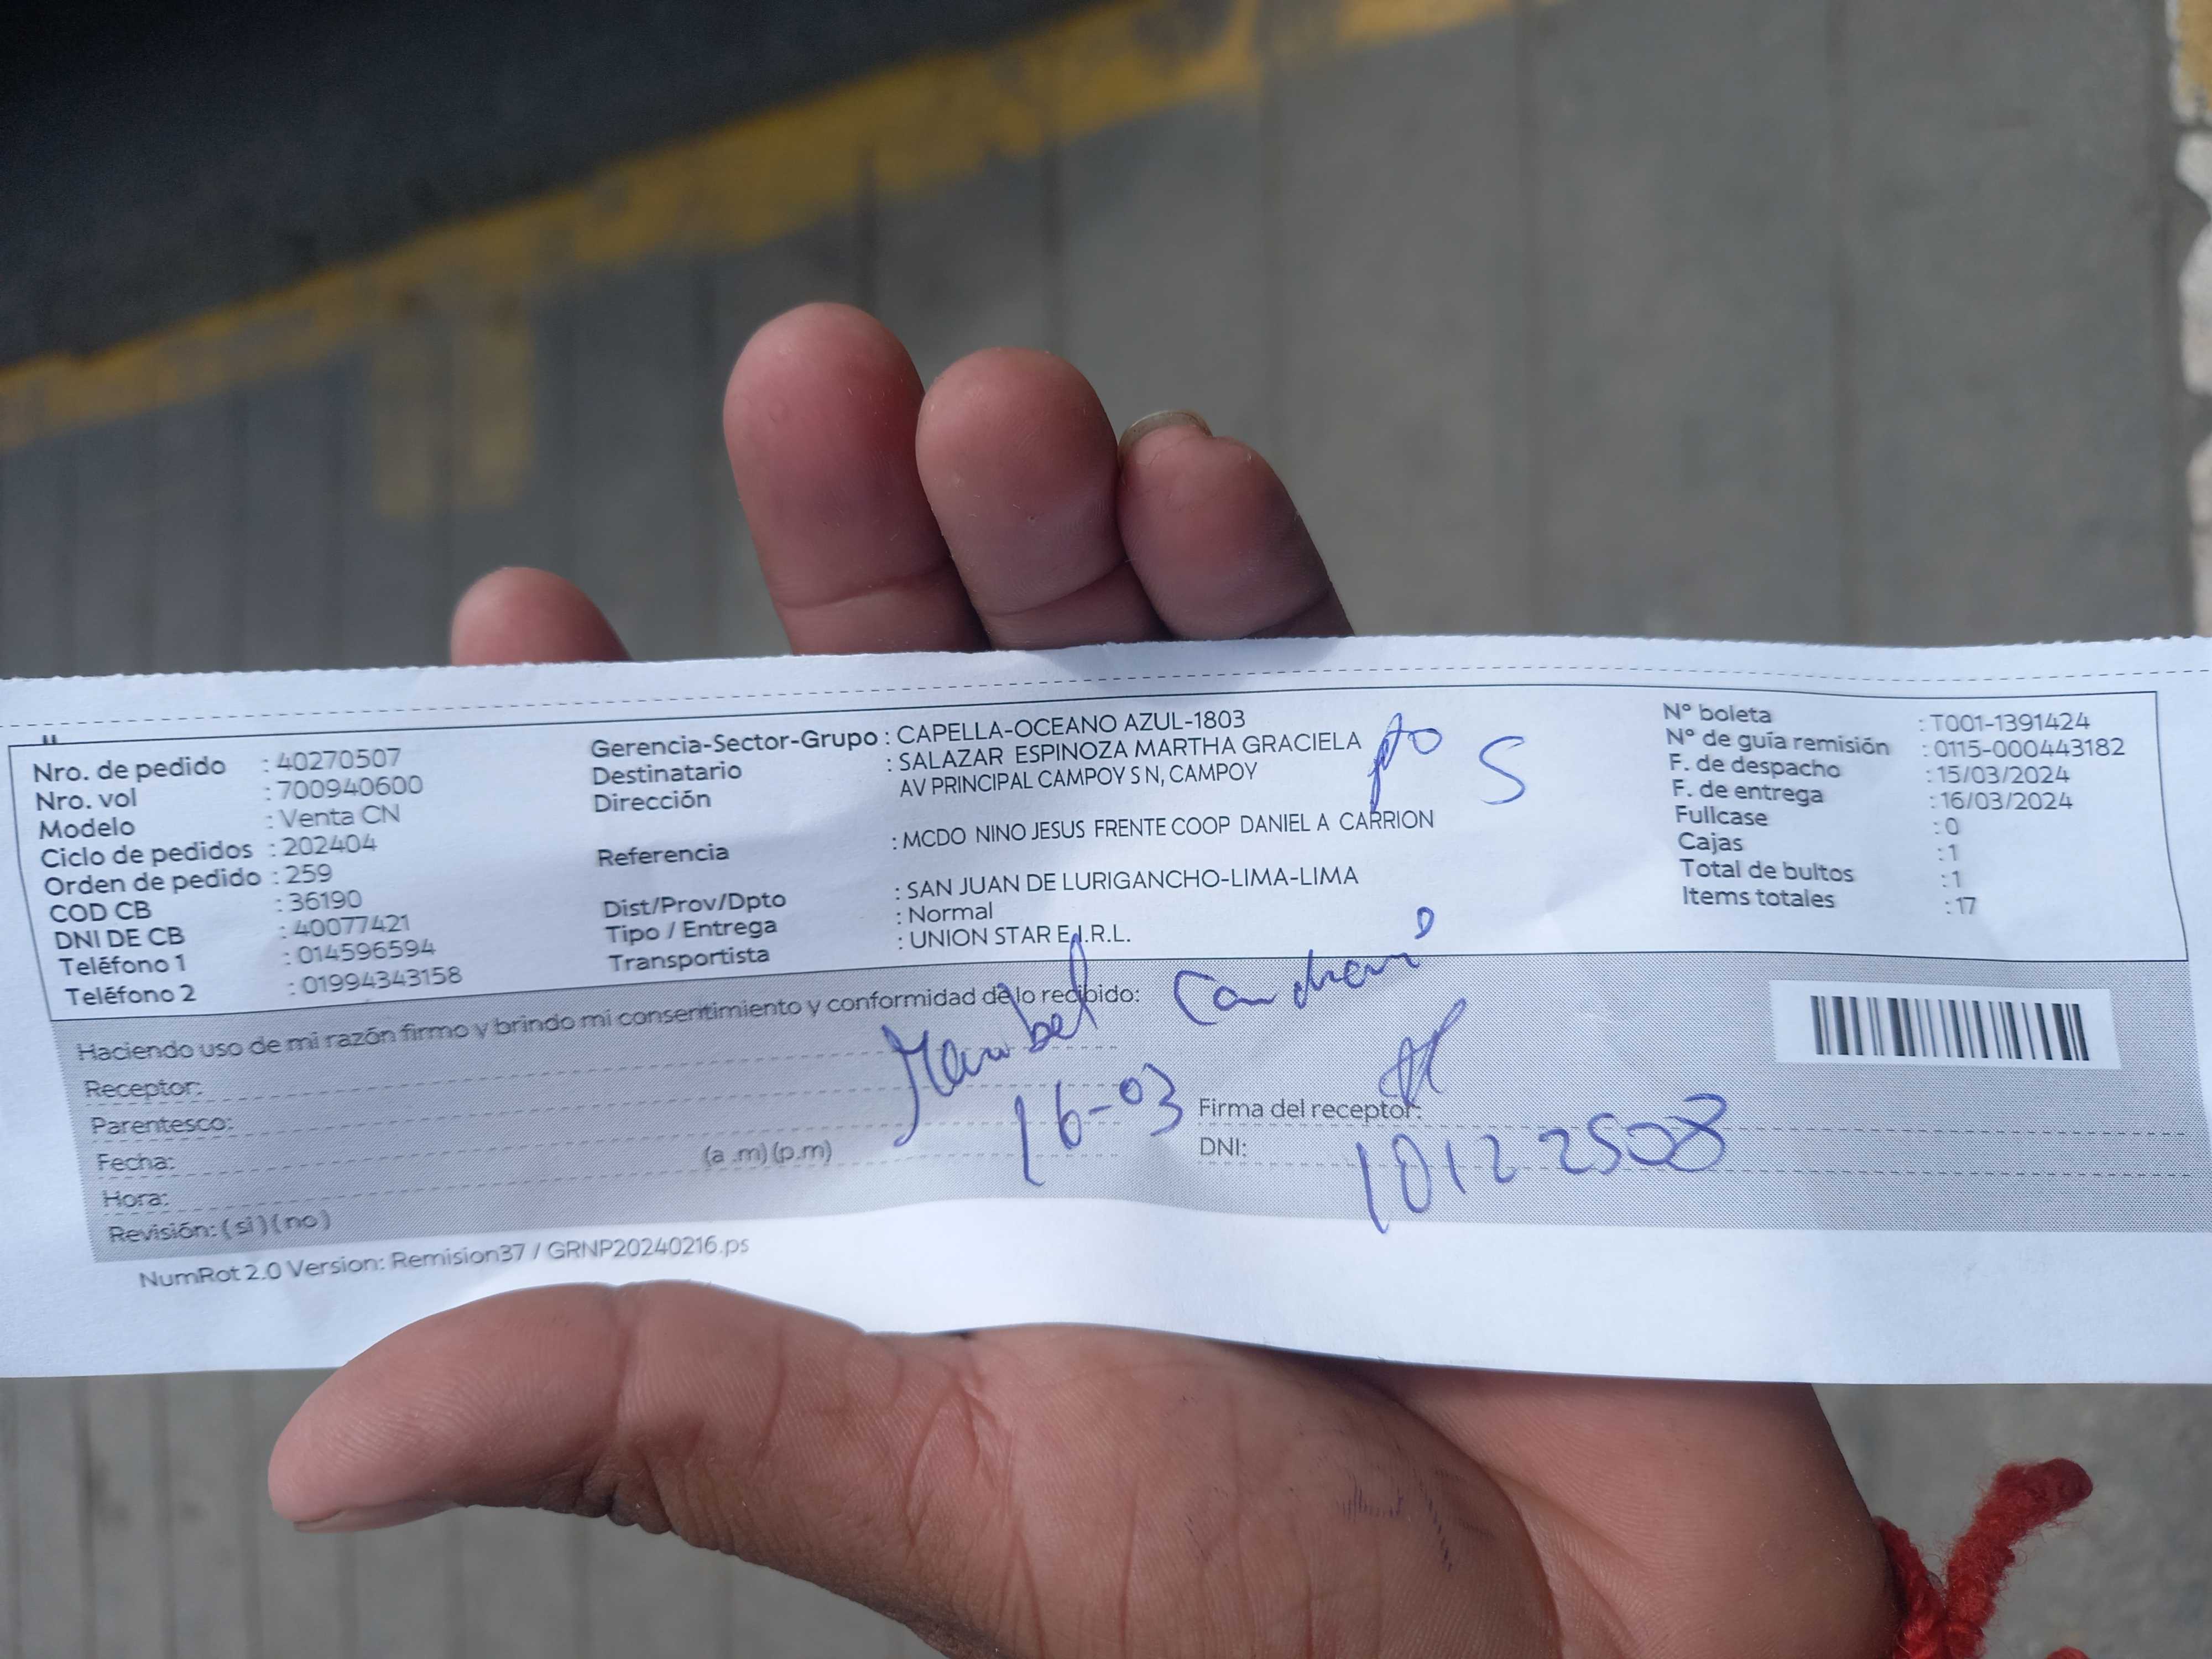 Nro. de pedido : 40270507
Nro. vol : 700940600
Modelo : Venta CN
Ciclo de pedidos : 202404
Orden de pedido : 259
COD CB : 36190
DNI DE CB : 40077421
Teléfono 1 : 014596594
Teléfono 2 : 01994343158
Gerencia-Sector-Grupo : CAPELLA-OCEANO AZUL-1803
Destinatario : SALAZAR ESPINOZA MARTHA GRACIELA
Dirección AV PRINCIPAL CAMPOY S N, CAMPOY
Referencia : MCDO NINO JESUS FRENTE COOP DANIEL A CARRION
Dist/Prov/Dpto : SAN JUAN DE LURIGANCHO-LIMA-LIMA
Tipo / Entrega : Normal
Transportista : UNION STAR E.I.R.L.
pto S
N° boleta : T001-1391424
N° de guía remisión : 0115-000443182
F. de despacho : 15/03/2024
F. de entrega : 16/03/2024
Fullcase : 0
Cajas : 1
Total de bultos : 1
Items totales : 17
Haciendo uso de mi razón firmo y brindo mi consentimiento y conformidad de lo recibido:
Receptor:
Parentesco:
Fecha: 16-03
Hora: (a .m) (p.m)
Revisión: ( si ) ( no )
Firma del receptor:
DNI: 10122508
NumRot 2.0 Version: Remision37 / GRNP20240216.ps